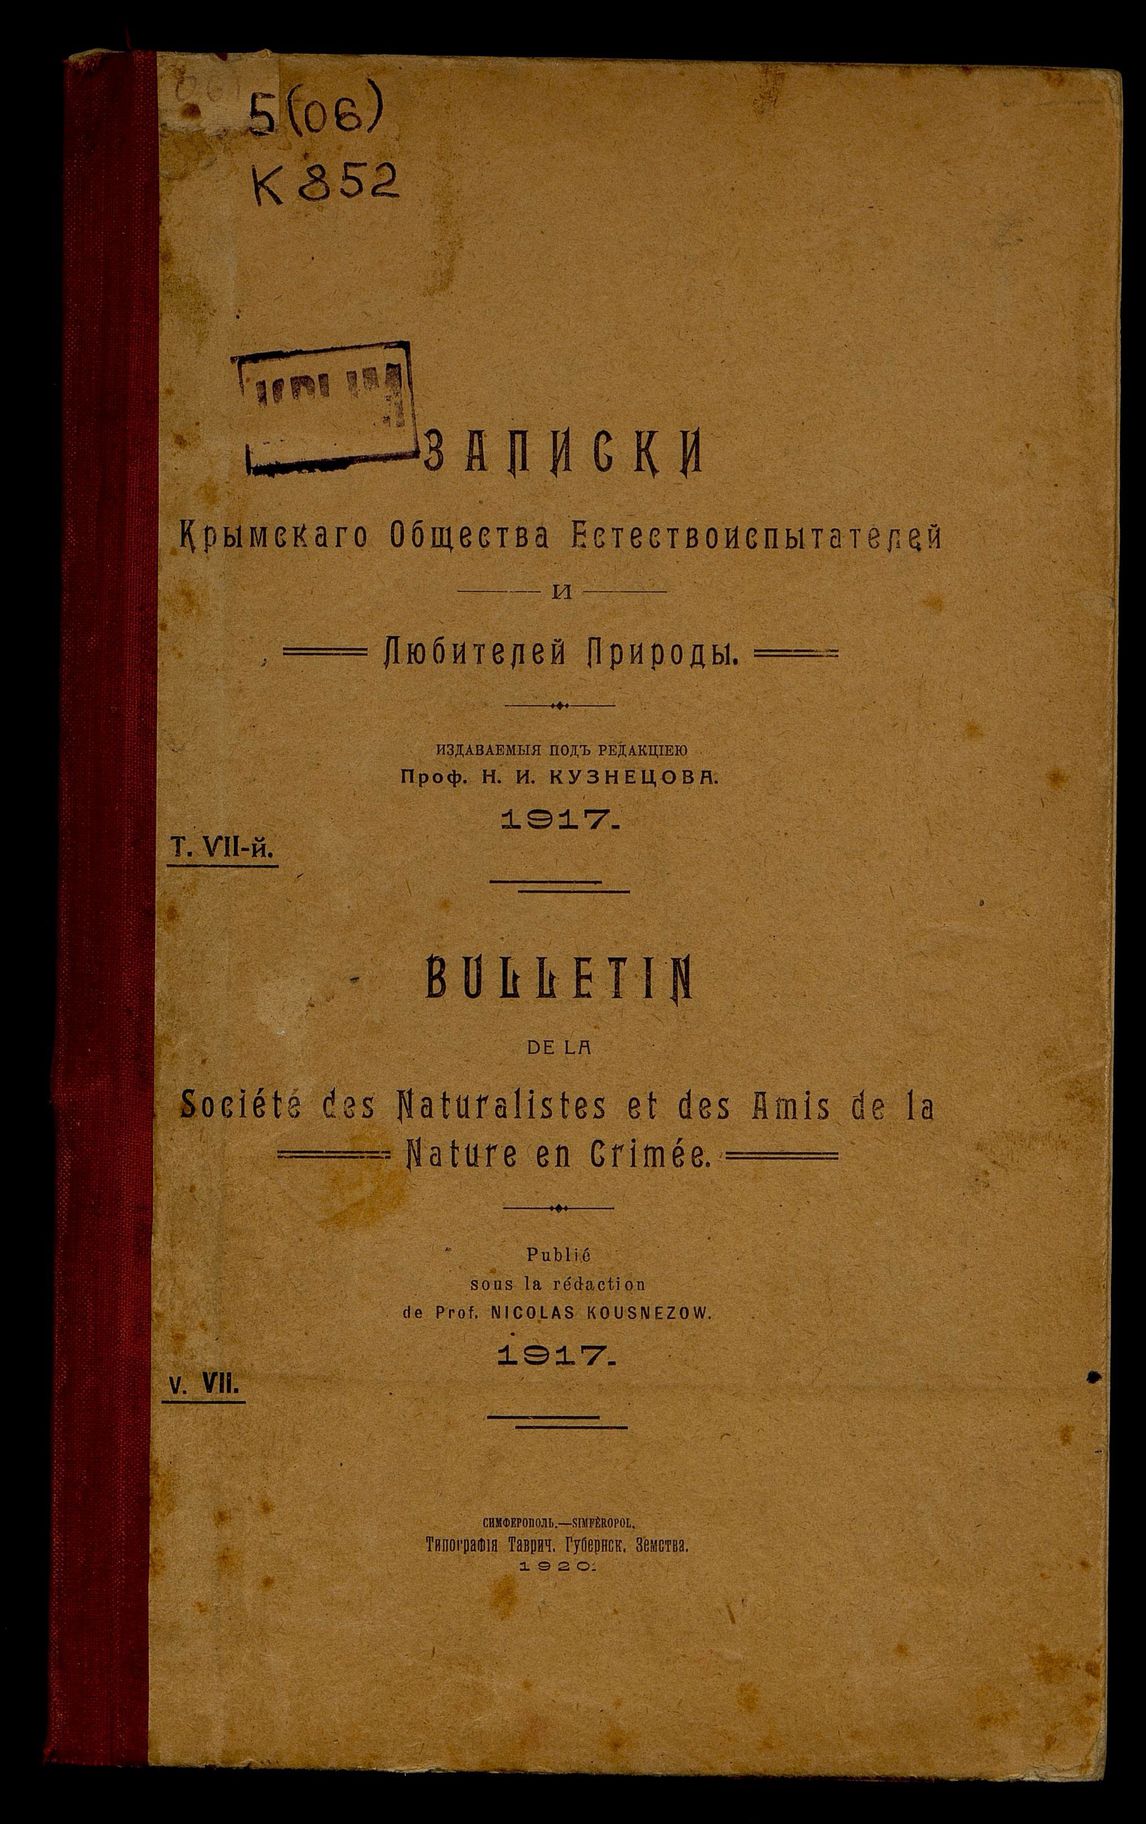 5(06)
К 852
ЗАПИСКИ
Крымскаго Общества Естествоиспытателей
И
Любителей Природы.
ИЗДАВАЕМЫЯ ПОДЪ РЕДАКЦІЕЮ
Проф. Н. И. КУЗНЕЦОВА.
1917.
Т. VII-й.
BULLETIN
DE LA
Société des Naturalistes et des Amis de la
Nature en Crimée.
Publié
sous la rédaction
de Prof. NICOLAS KOUSNEZOW.
1917.
V. VII.
СИМФЕРОПОЛЬ.—SIMFÉROPOL.
Типографія Таврич. Губернск. Земства.
1920.